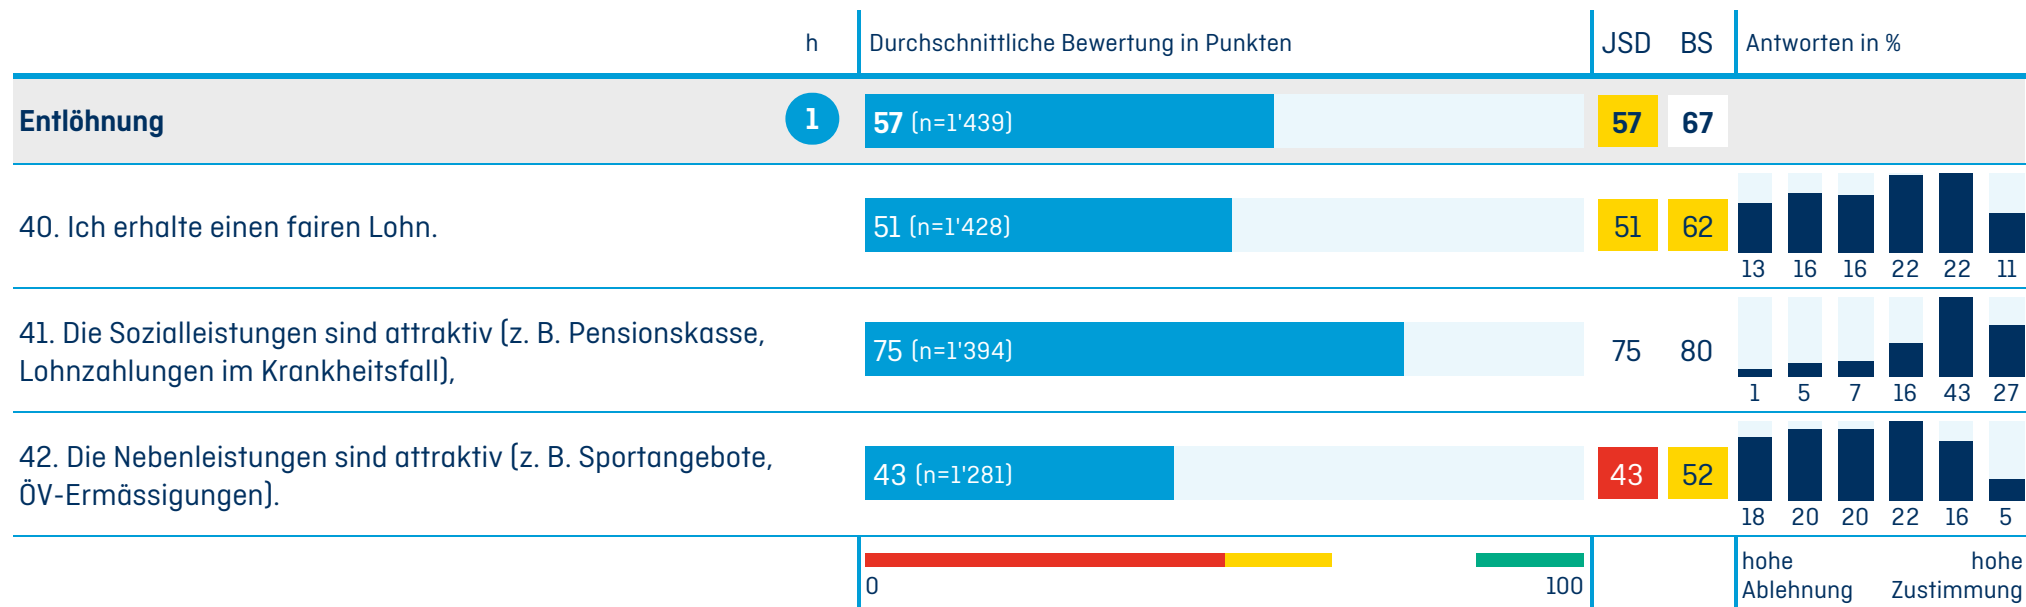 h Durchschnittliche Bewertung in Punkten JSD BS Antworten in %
Entlöhnung 1 57 (n=1'439) 57 67
40. Ich erhalte einen fairen Lohn. 51 (n=1'428) 51 62
13 16 16 22 22 11
41. Die Sozialleistungen sind attraktiv (z. B. Pensionskasse,
Lohnzahlungen im Krankheitsfall),
75 (n=1'394) 75 80
1 5 7 16 43 27
42. Die Nebenleistungen sind attraktiv (z. B. Sportangebote,
ÖV-Ermässigungen).
43 (n=1'281) 43 52
18 20 20 22 16 5
0 100
hohe Ablehnung
hohe Zustimmung